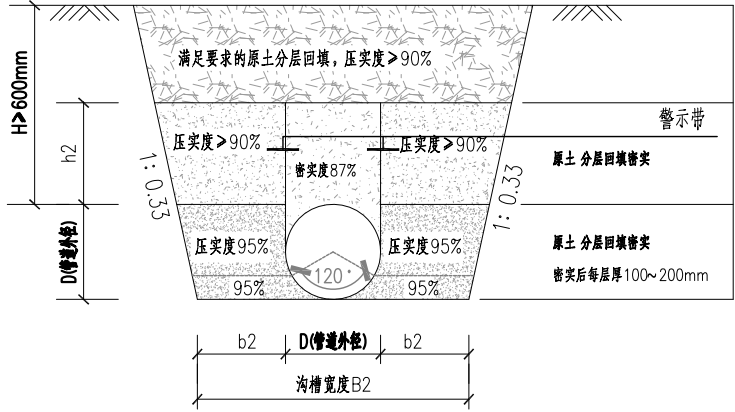 满足要求的原土分层回填，压实度≥90%
H≥600mm
警示带
压实度≥90%
压实度≥90%
h2
密实度87%
原土 分层回填密实
1: 0.33
1: 0.33
D(管道外径)
压实度95%
压实度95%
原土 分层回填密实
120°
密实后每层厚100~200mm
95%
95%
b2
D(管道外径)
b2
沟槽宽度B2